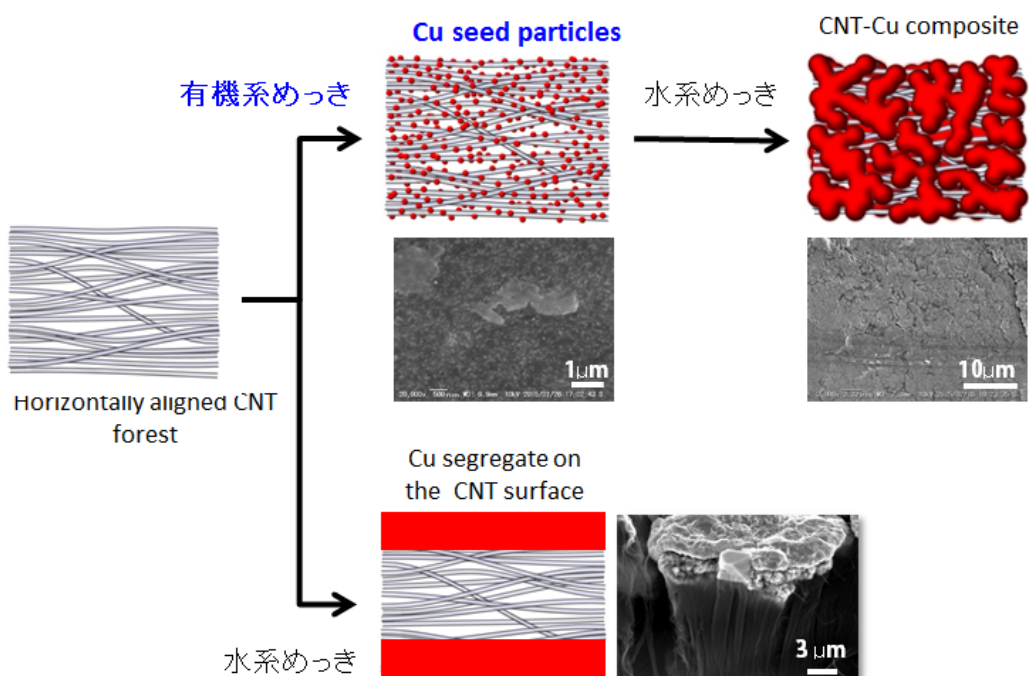 Cu seed particles
CNT-Cu composite
有機系めっき
水系めっき
1μm
10μm
Horizontally aligned CNT
forest
Cu segregate on
the CNT surface
水系めっき
3 μm